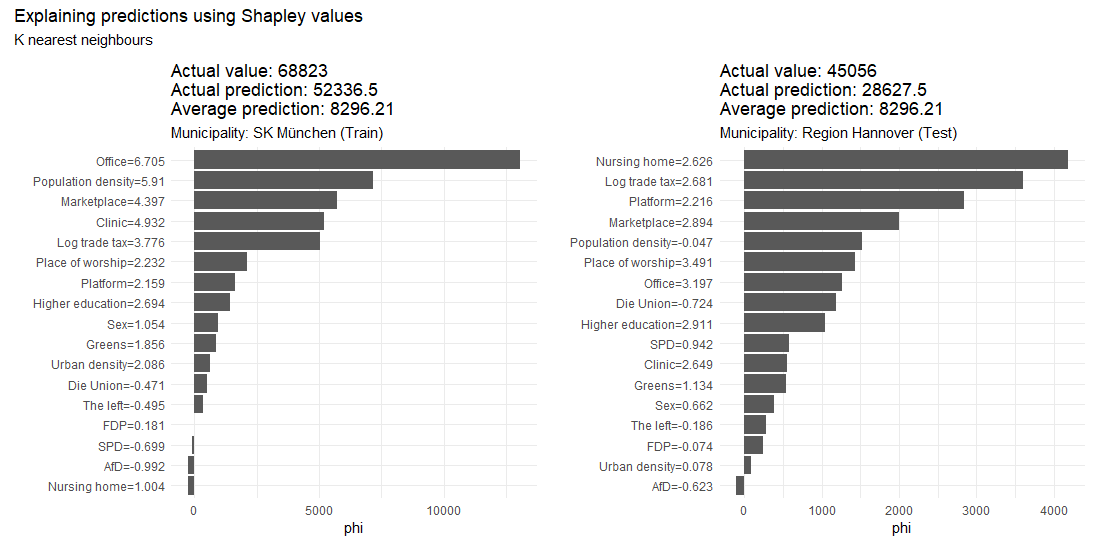 Explaining predictions using Shapley values
K nearest neighbours
Actual value: 68823
Actual prediction: 52336.5
Average prediction: 8296.21
Municipality: SK München (Train)
Office=6.705
Population density=5.91
Marketplace=4.397
Clinic=4.932
Log trade tax=3.776
Place of worship=2.232
Platform=2.159
Higher education=2.694
Sex=1.054
Greens=1.856
Urban density=2.086
Die Union=-0.471
The left=-0.495
FDP=0.181
SPD=-0.699
AfD=-0.992
Nursing home=1.004
0 5000 10000
phi
Actual value: 45056
Actual prediction: 28627.5
Average prediction: 8296.21
Municipality: Region Hannover (Test)
Nursing home=2.626
Log trade tax=2.681
Platform=2.216
Marketplace=2.894
Population density=-0.047
Place of worship=3.491
Office=3.197
Die Union=-0.724
Higher education=2.911
SPD=0.942
Clinic=2.649
Greens=1.134
Sex=0.662
The left=-0.186
FDP=-0.074
Urban density=0.078
AfD=-0.623
0 1000 2000 3000 4000
phi